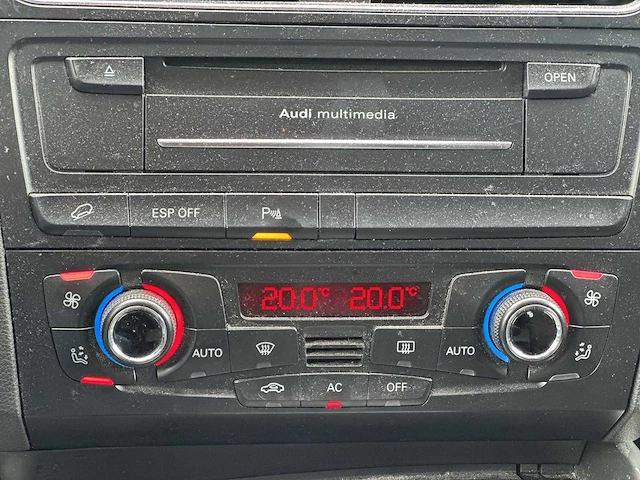 OPEN
Audi multimedia
ESP OFF P
20.0°C 20.0°C
AUTO AUTO
AC OFF